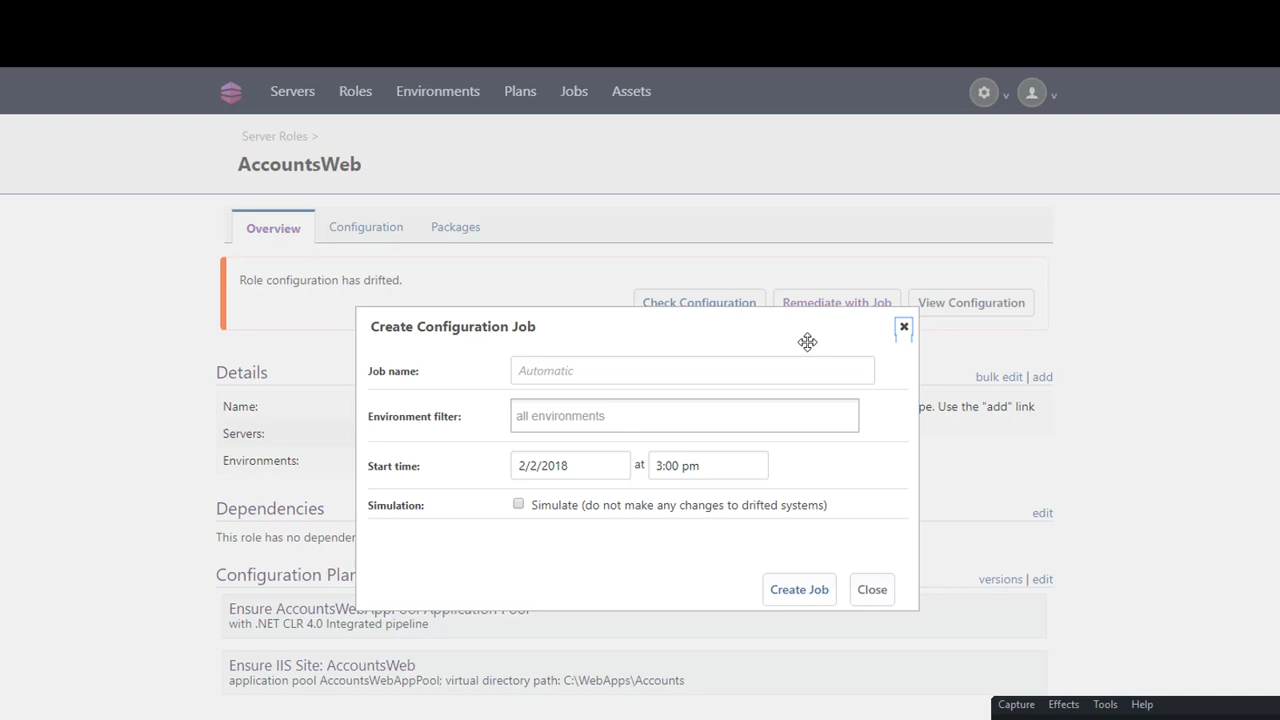 Servers Roles Environments Plans Jobs Assets
Server Roles >
AccountsWeb
Overview Configuration Packages
Role configuration has drifted.
Check Configuration Remediate with Job View Configuration
Create Configuration Job
Job name: Automatic
Environment filter: all environments
Start time: 2/2/2018 at 3:00 pm
Simulation: Simulate (do not make any changes to drifted systems)
Create Job Close
Details bulk edit | add
Name: Use the "add" link
Servers:
Environments:
Dependencies edit
This role has no
Configuration versions | edit
Ensure AccountsWebAppPool Application Pool
with .NET CLR 4.0 Integrated pipeline
Ensure IIS Site: AccountsWeb
application pool AccountsWebAppPool; virtual directory path: C:\WebApps\Accounts
Capture Effects Tools Help